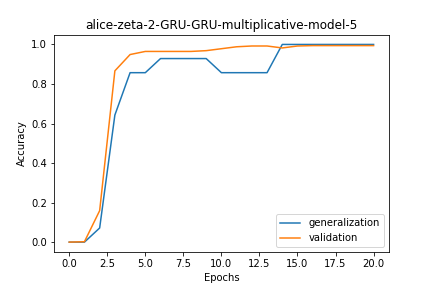 alice-zeta-2-GRU-GRU-multiplicative-model-5
Accuracy
1.0
0.8
0.6
0.4
0.2
0.0
generalization
validation
0.0 2.5 5.0 7.5 10.0 12.5 15.0 17.5 20.0
Epochs